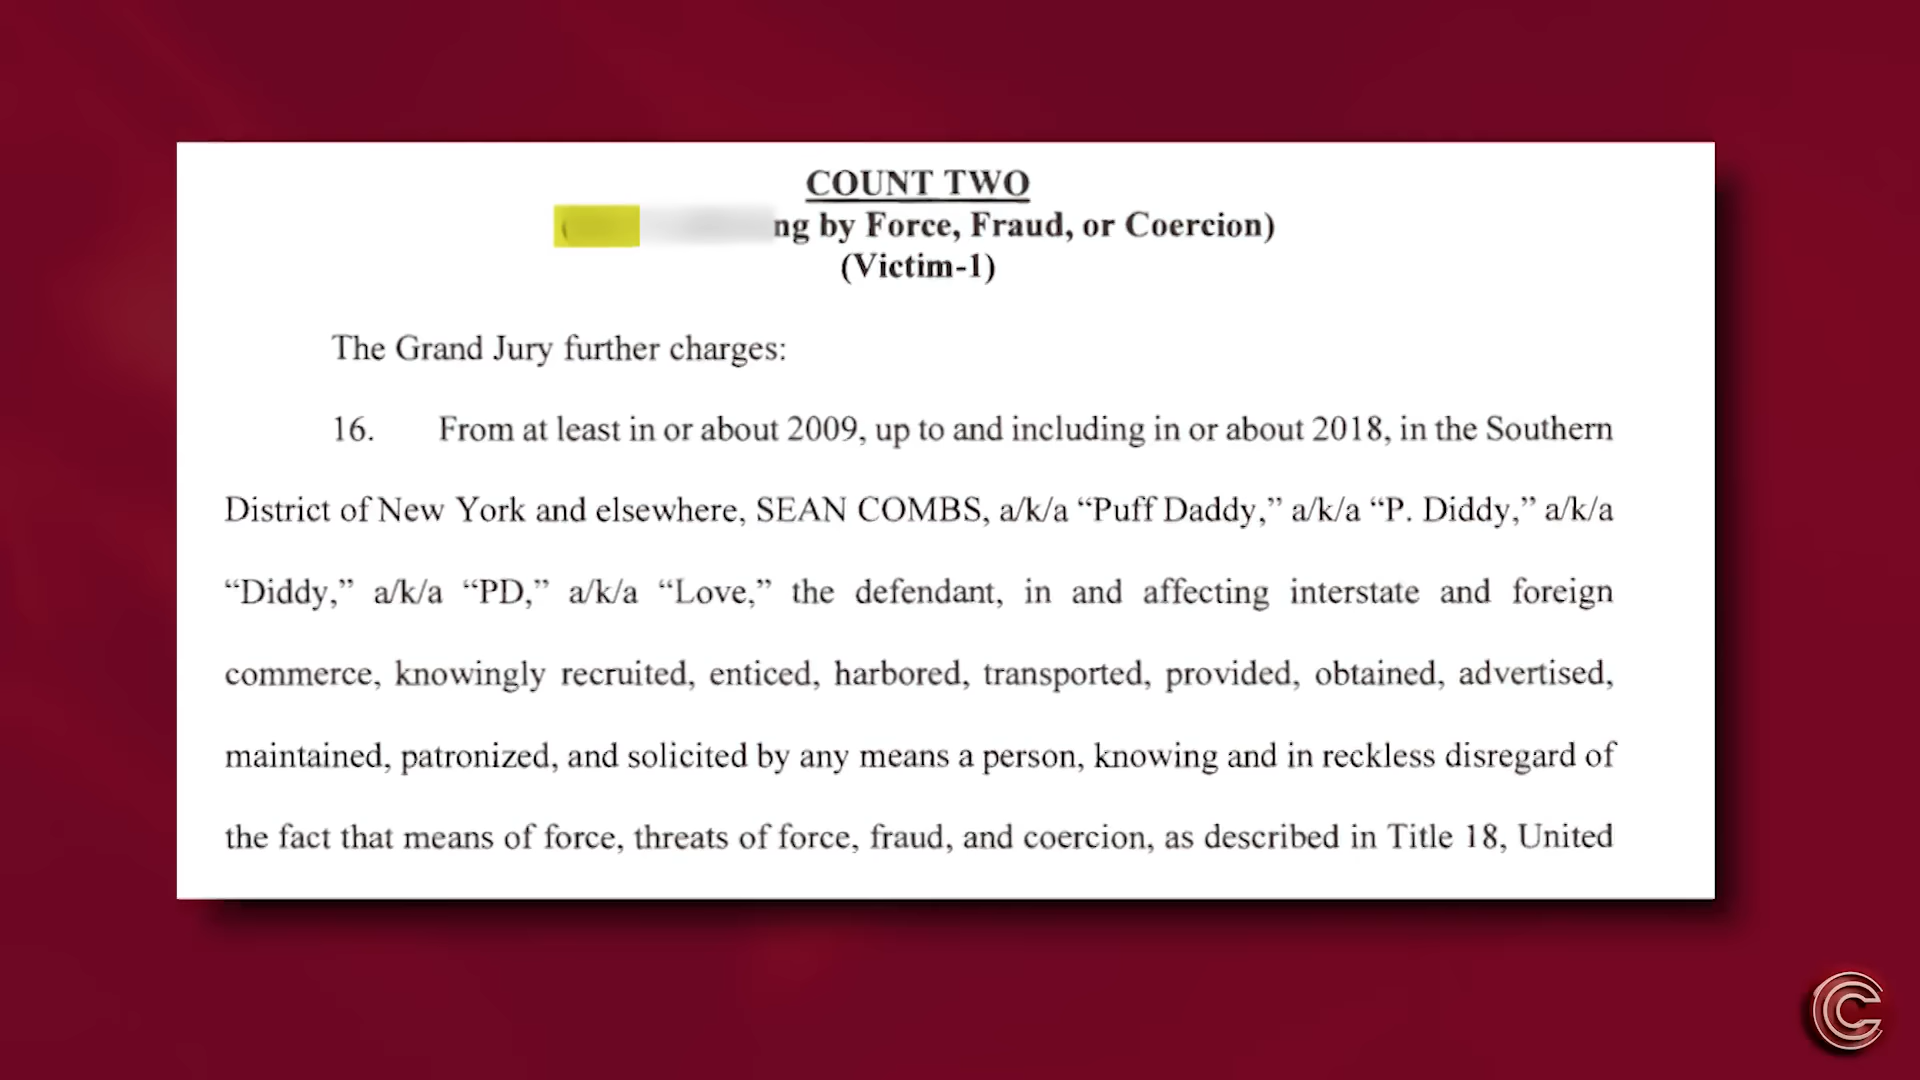 COUNT TWO
ng by Force, Fraud, or Coercion)
(Victim-1)
The Grand Jury further charges:
16. From at least in or about 2009, up to and including in or about 2018, in the Southern
District of New York and elsewhere, SEAN COMBS, a/k/a “Puff Daddy,” a/k/a “P. Diddy,” a/k/a
“Diddy,” a/k/a “PD,” a/k/a “Love,” the defendant, in and affecting interstate and foreign
commerce, knowingly recruited, enticed, harbored, transported, provided, obtained, advertised,
maintained, patronized, and solicited by any means a person, knowing and in reckless disregard of
the fact that means of force, threats of force, fraud, and coercion, as described in Title 18, United